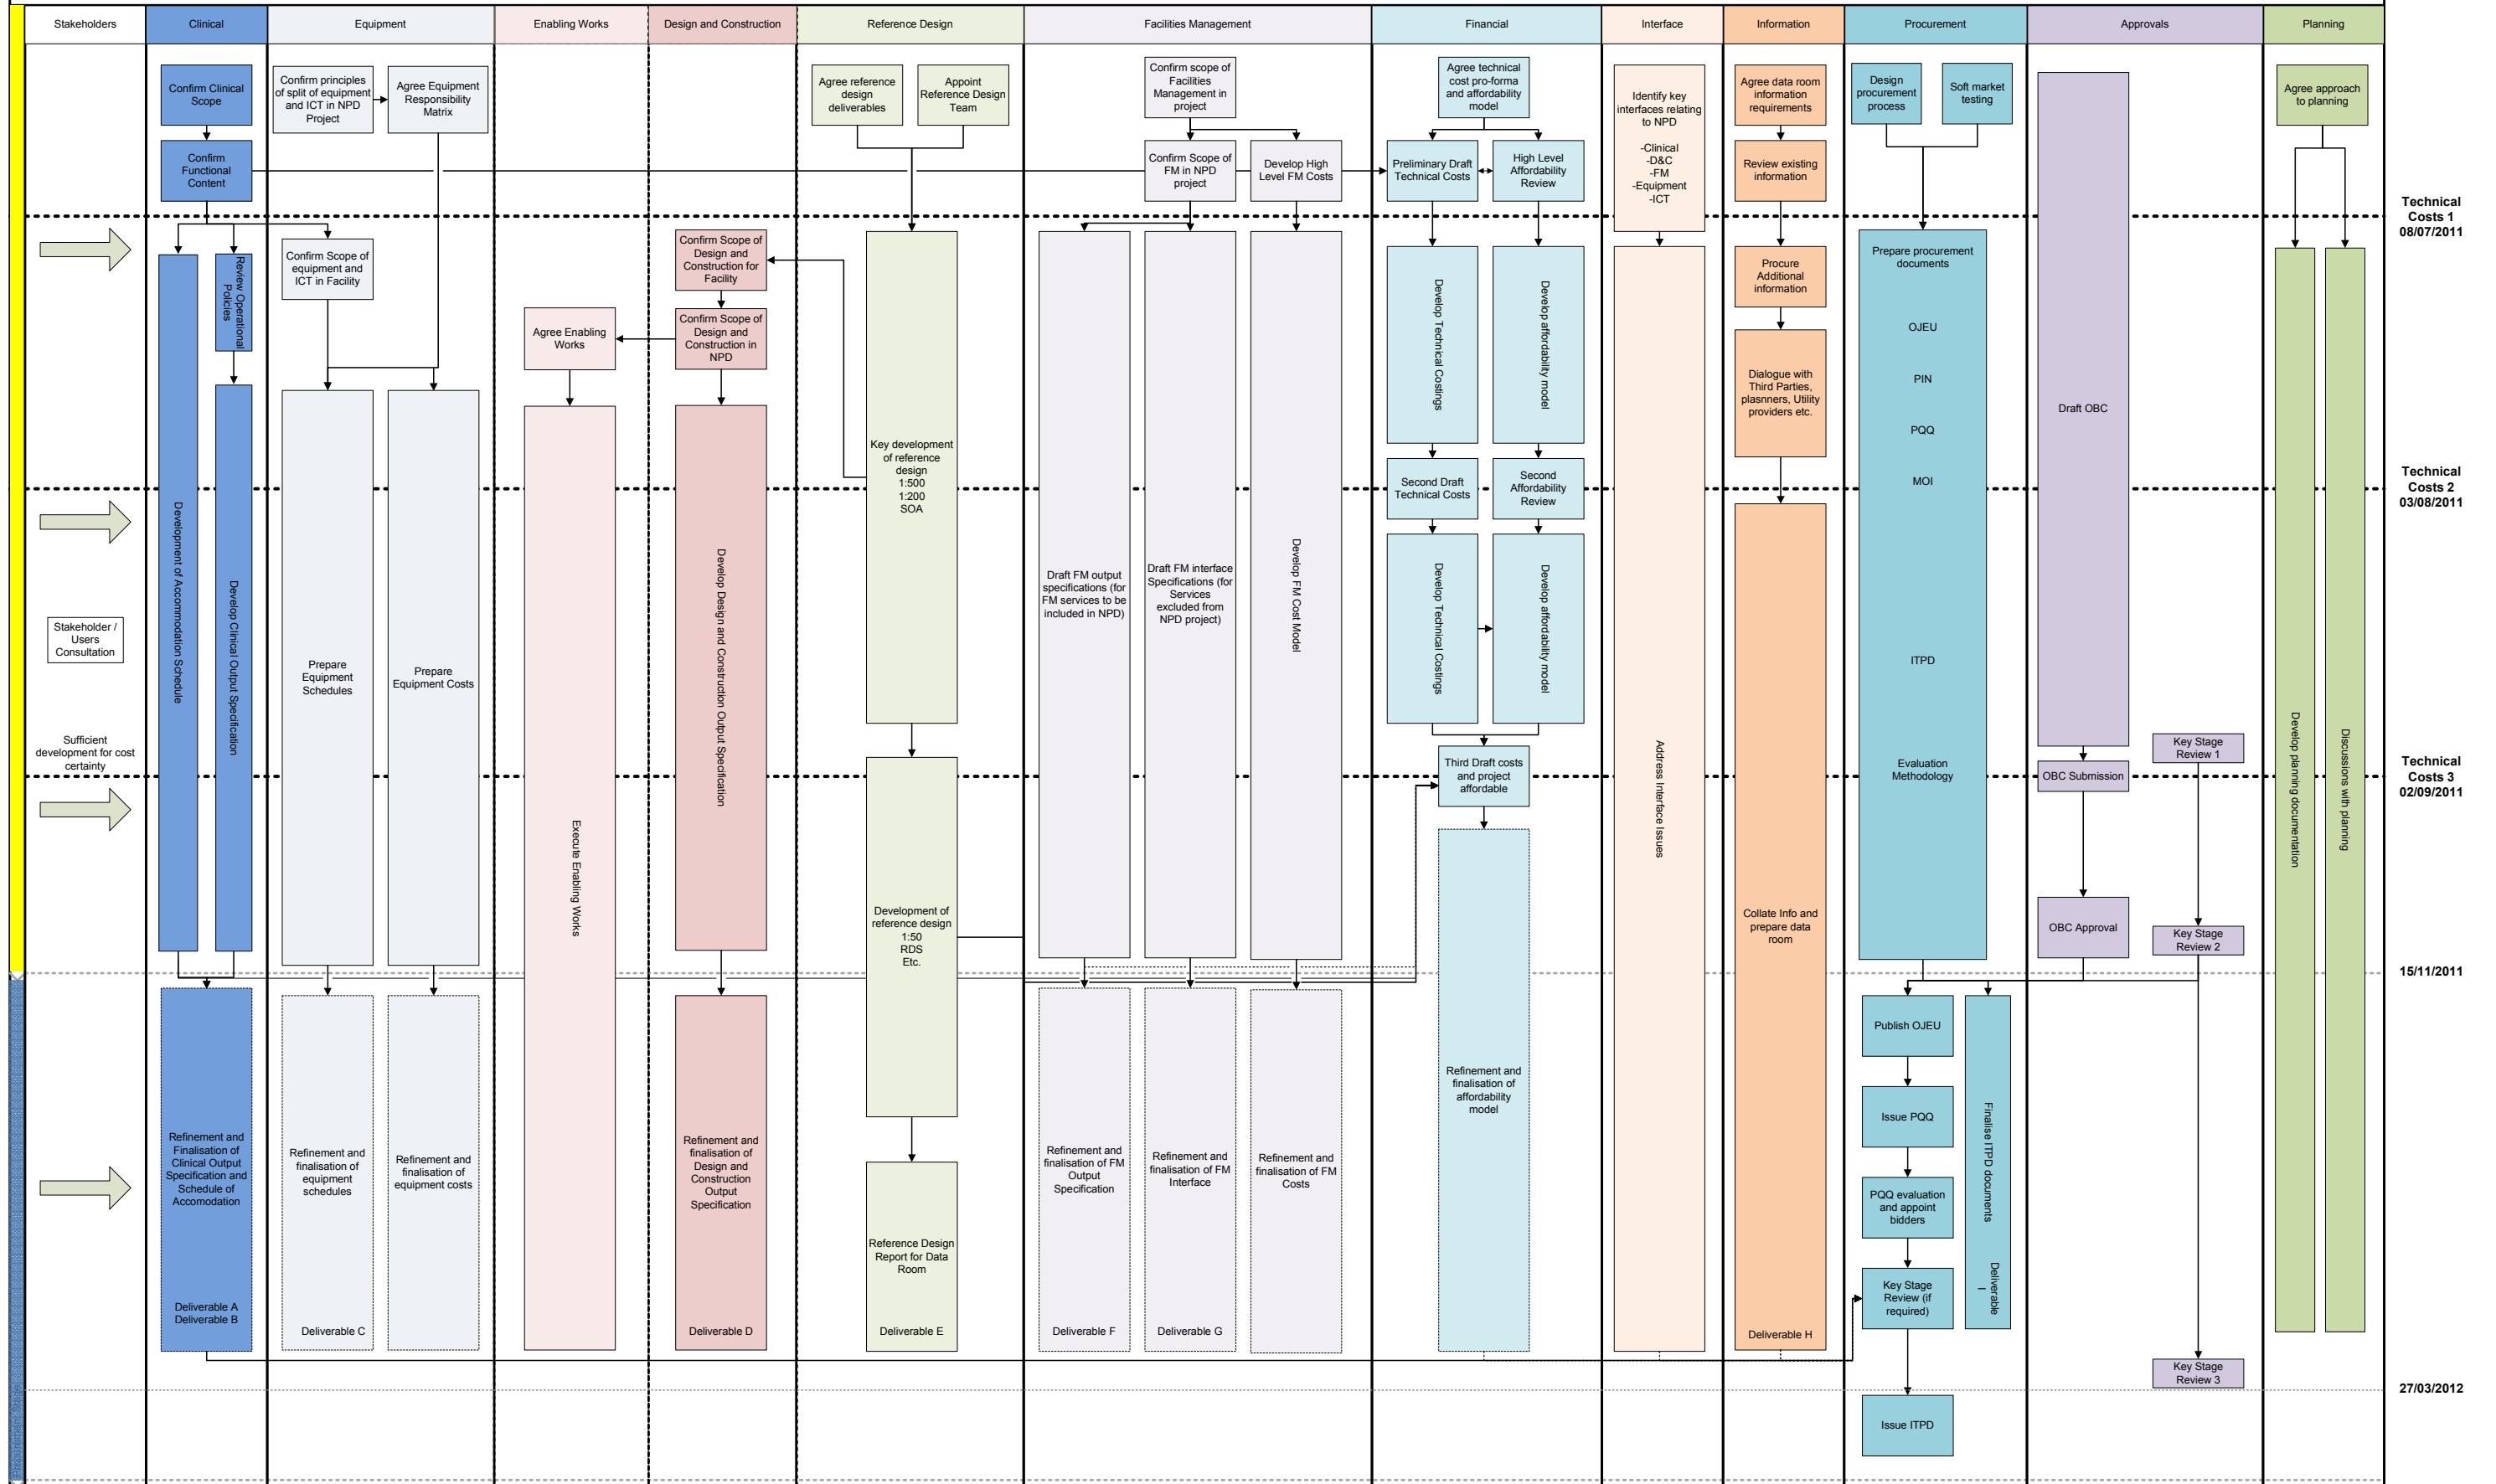 Stakeholders
Clinical
Equipment
Enabling Works
Design and Construction
Reference Design
Facilities Management
Financial
Interface
Information
Procurement
Approvals
Planning
Confirm Clinical
Scope
Confirm principles
of split of equipment
and ICT in NPD
Project
Agree Equipment
Responsibility
Matrix
Agree reference
design
deliverables
Appoint
Reference Design
Team
Confirm scope of
Facilities
Management in
project
Agree technical
cost pro-forma
and affordability
model
Identify key
interfaces relating
to NPD
-Clinical
-D&C
-FM
-Equipment
-ICT
Agree data room
information
requirements
Design
procurement
process
Soft market
testing
Agree approach
to planning
Confirm
Functional
Content
Confirm Scope of
FM in NPD
project
Develop High
Level FM Costs
Preliminary Draft
Technical Costs
High Level
Affordability
Review
Review existing
information
Technical
Costs 1
08/07/2011
Development of Accommodation Schedule
Review Operational
Policies
Develop Clinical Output Specification
Confirm Scope of
equipment and
ICT in Facility
Agree Enabling
Works
Confirm Scope of
Design and
Construction for
Facility
Confirm Scope of
Design and
Construction in
NPD
Key development
of reference
design
1:500
1:200
SOA
Draft FM output
specifications (for
FM services to be
included in NPD)
Draft FM interface
Specifications (for
Services
excluded from
NPD project)
Develop FM Cost Model
Develop Technical Costings
Develop affordability model
Procure
Additional
information
Dialogue with
Third Parties,
plasnners, Utility
providers etc.
Prepare procurement
documents
OJEU
PIN
PQQ
MOI
ITPD
Evaluation
Methodology
Draft OBC
Technical
Costs 2
03/08/2011
Second Draft
Technical Costs
Second
Affordability
Review
Develop Technical Costings
Develop affordability model
Stakeholder /
Users
Consultation
Prepare
Equipment
Schedules
Prepare
Equipment Costs
Develop Design and Construction Output Specification
Execute Enabling Works
Address Interface Issues
Collate Info and
prepare data
room
Develop planning documentation
Discussions with planning
Sufficient
development for cost
certainty
Third Draft costs
and project
affordable
OBC Submission
Key Stage
Review 1
Technical
Costs 3
02/09/2011
Development of
reference design
1:50
RDS
Etc.
OBC Approval
Key Stage
Review 2
15/11/2011
Refinement and
Finalisation of
Clinical Output
Specification and
Schedule of
Accomodation
Deliverable A
Deliverable B
Refinement and
finalisation of
equipment
schedules
Deliverable C
Refinement and
finalisation of
equipment costs
Refinement and
finalisation of
Design and
Construction
Output
Specification
Deliverable D
Reference Design
Report for Data
Room
Deliverable E
Refinement and
finalisation of FM
Output
Specification
Deliverable F
Refinement and
finalisation of FM
Interface
Deliverable G
Refinement and
finalisation of FM
Costs
Refinement and
finalisation of
affordability
model
Deliverable H
Publish OJEU
Issue PQQ
PQQ evaluation
and appoint
bidders
Key Stage
Review (if
required)
Finalise ITPD documents
Deliverable
I
Key Stage
Review 3
27/03/2012
Issue ITPD